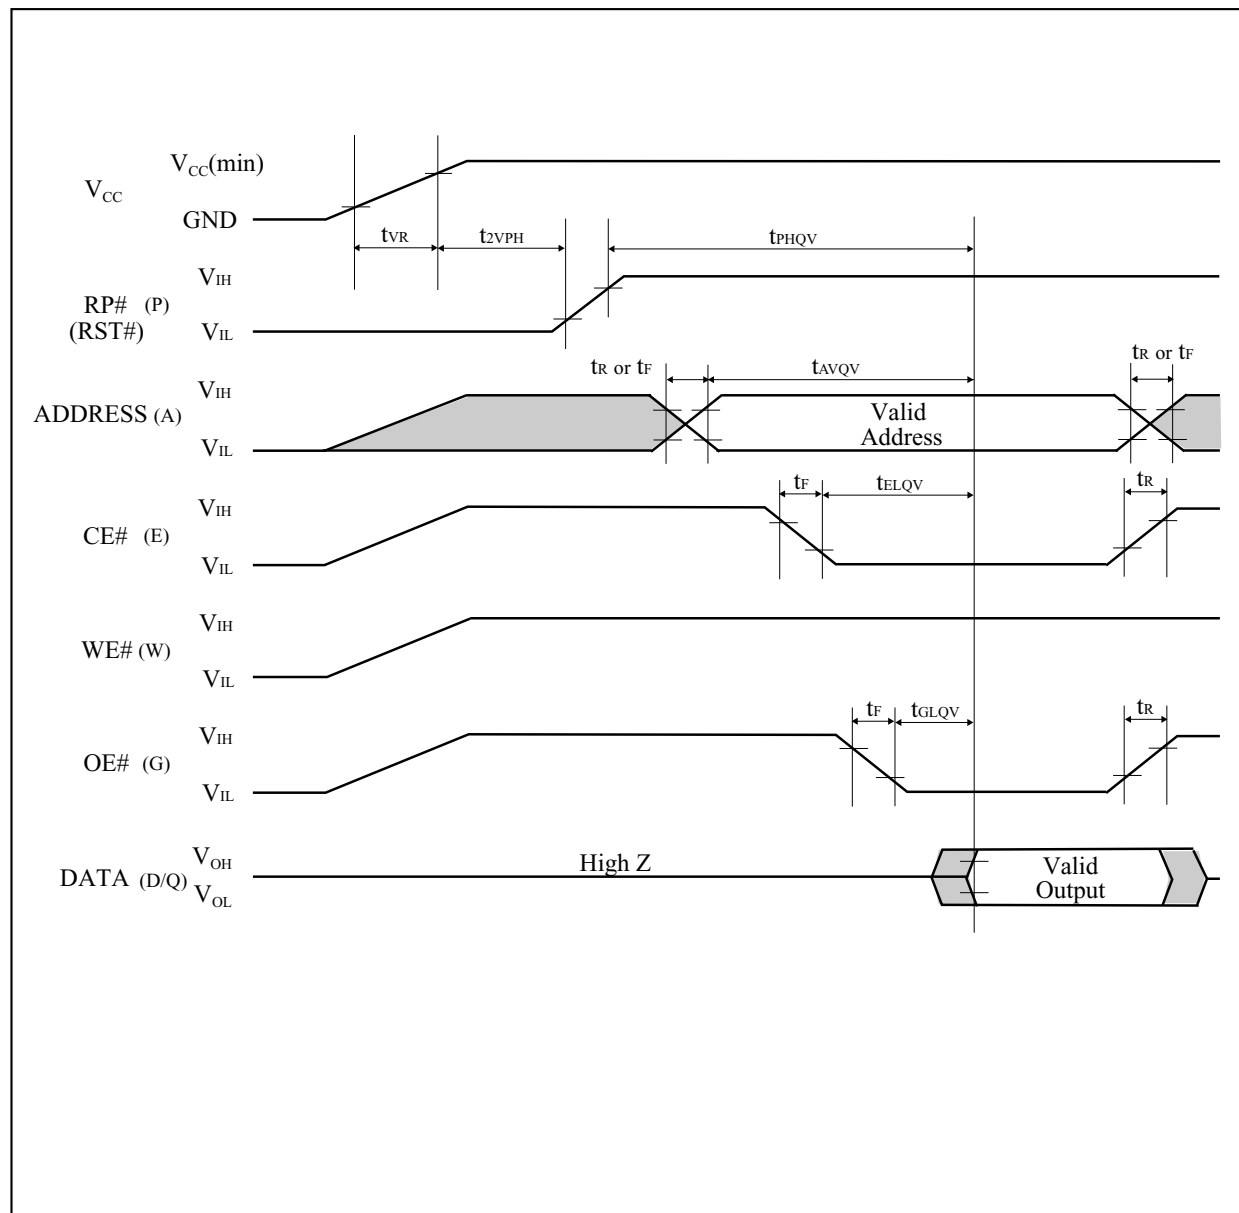 VCC(min)
VCC
GND
tVR
t2VPH
tPHQV
VIH
RP# (P)
(RST#)
VIL
tR or tF
tAVQV
tR or tF
VIH
ADDRESS (A)
Valid
Address
VIL
tF
tELQV
tR
VIH
CE# (E)
VIL
VIH
WE# (W)
VIL
tF
tGLQV
tR
VIH
OE# (G)
VIL
VOH
High Z
DATA (D/Q)
VOL
Valid
Output